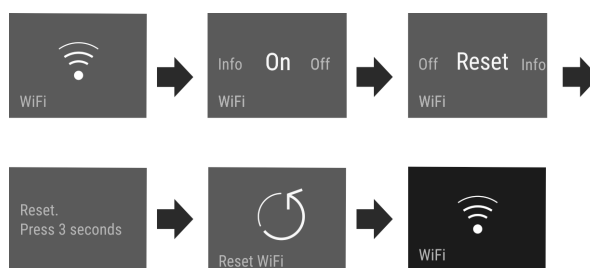 WiFi
Info On Off
WiFi
Off Reset Info
WiFi
Reset.
Press 3 seconds
Reset WiFi
WiFi